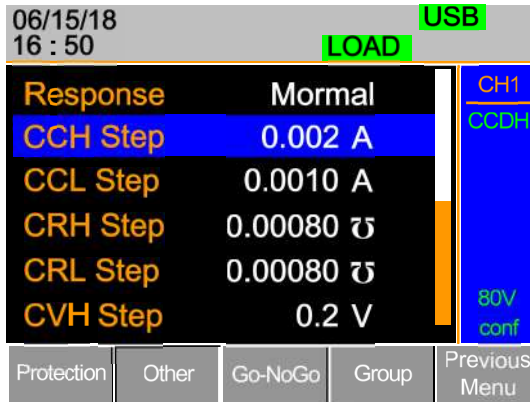 06/15/18
USB
16 : 50
LOAD
Response Mormal
CH1
CCH Step 0.002 A
CCDH
CCL Step 0.0010 A
CRH Step 0.00080 ℧
CRL Step 0.00080 ℧
80V
CVH Step 0.2 V
conf
Protection Other Go-NoGo Group Previous Menu